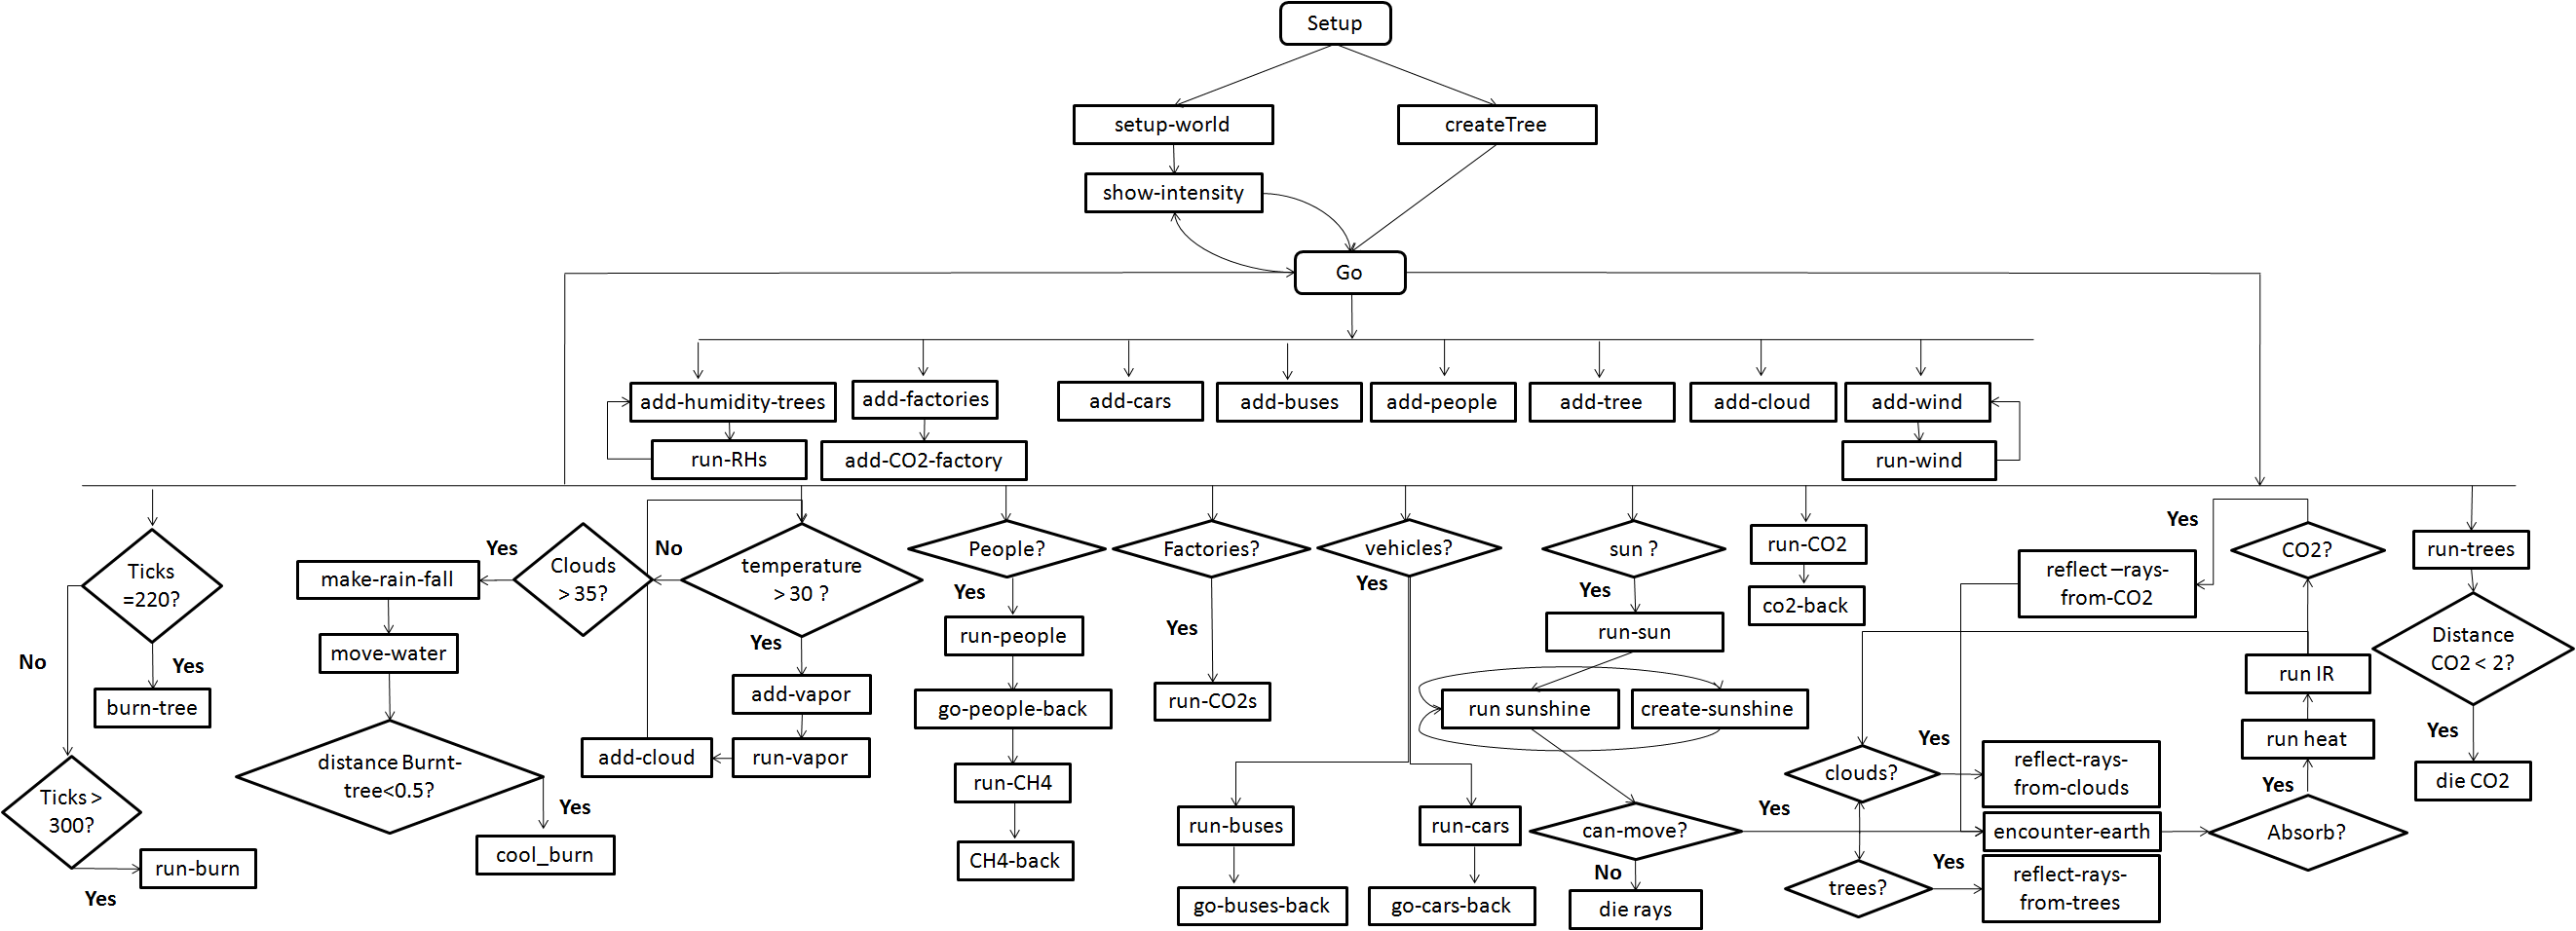 Setup
setup-world
createTree
show-intensity
Go
add-humidity-trees
add-factories
add-cars
add-buses
add-people
add-tree
add-cloud
add-wind
run-RHs
add-CO2-factory
run-wind
Ticks
=220?
No
Yes
burn-tree
Ticks >
300?
run-burn
Yes
make-rain-fall
Yes
Clouds
> 35?
No
temperature
> 30 ?
move-water
distance Burnt-
tree<0.5?
Yes
cool_burn
Yes
add-vapor
add-cloud
run-vapor
People?
Yes
run-people
go-people-back
run-CH4
CH4-back
Factories?
Yes
run-CO2s
vehicles?
Yes
run-buses
run-cars
go-buses-back
go-cars-back
sun ?
Yes
run-sun
run sunshine
create-sunshine
can-move?
Yes
No
die rays
run-CO2
co2-back
Yes
CO2?
reflect –rays-
from-CO2
run IR
run heat
Yes
Absorb?
clouds?
Yes
reflect-rays-
from-clouds
encounter-earth
trees?
Yes
reflect-rays-
from-trees
run-trees
Distance
CO2 < 2?
Yes
die CO2